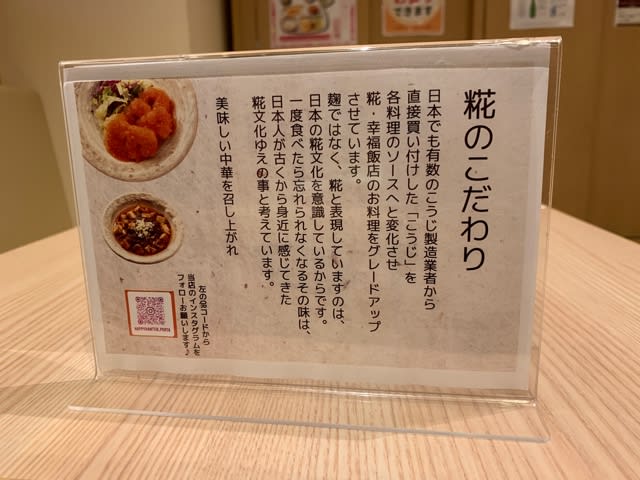 糀のこだわり
日本でも有数のこうじ製造業者から
直接買い付けした「こうじ」を
各料理のソースへと変化させ
糀・幸福飯店のお料理をグレードアップ
させています。
麹ではなく、糀と表現していますのは、
日本の糀文化を意識しているからです。
一度食べたら忘れられなくなるその味は、
日本人が古くから身近に感じてきた
糀文化ゆえの事と考えています。
美味しい中華を召し上がれ
左のQRコードから
当店のインスタグラムを
フォローお願いします♪
できます